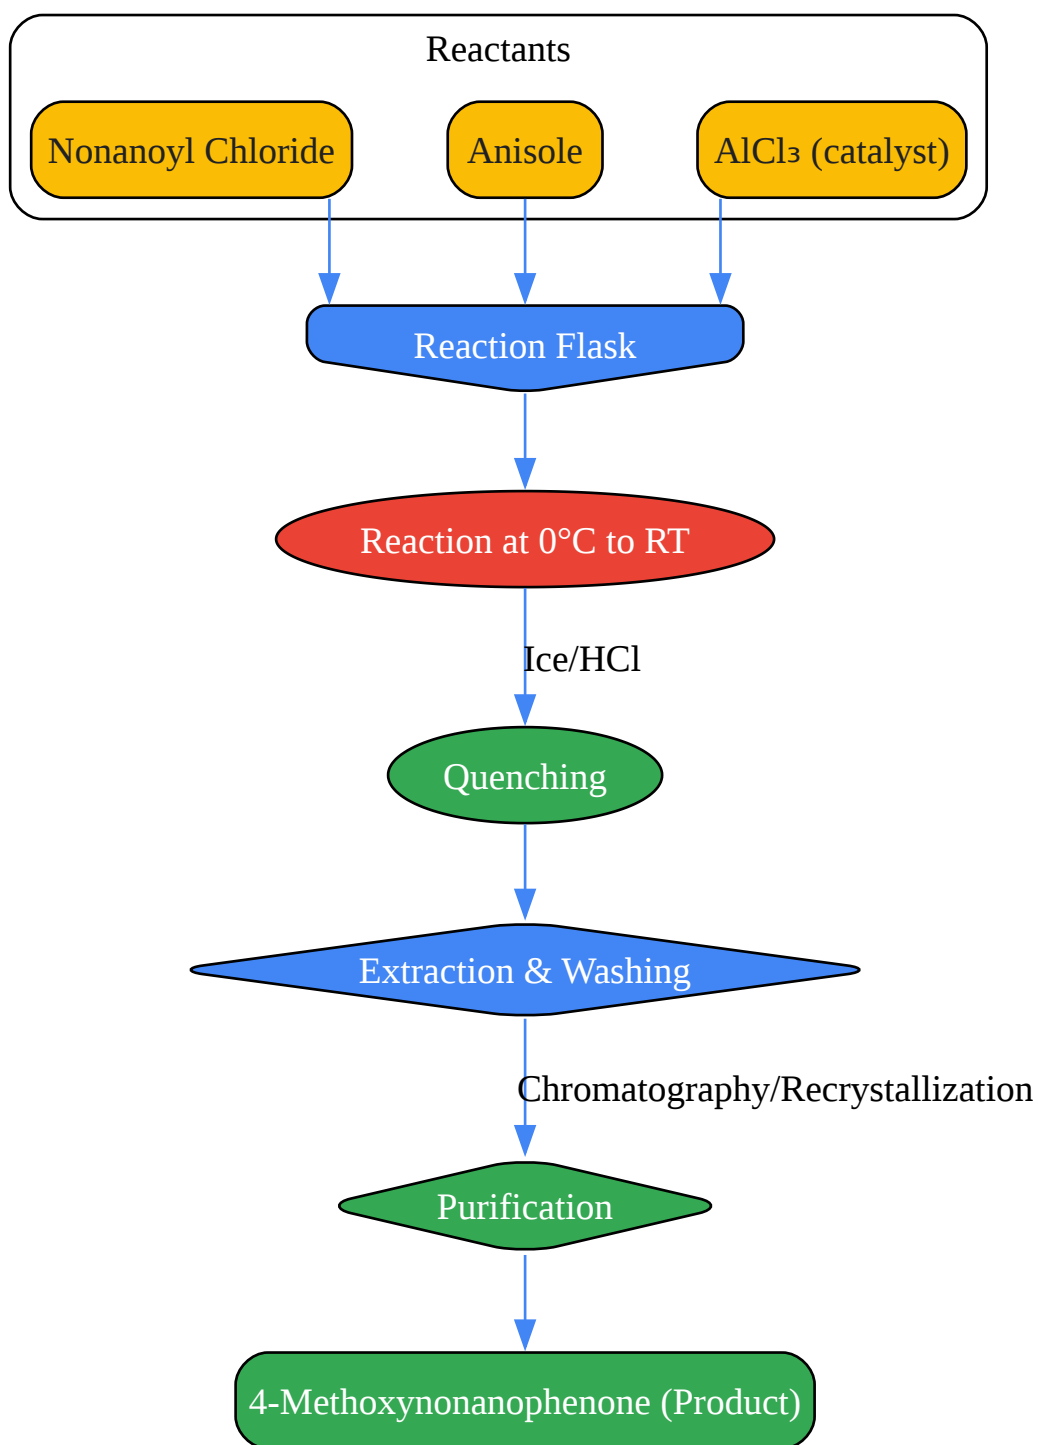 Reactants
Nonanoyl Chloride
Anisole
AlCl₃ (catalyst)
Reaction Flask
Reaction at 0°C to RT
Ice/HCl
Quenching
Extraction & Washing
Chromatography/Recrystallization
Purification
4-Methoxynonanophenone (Product)